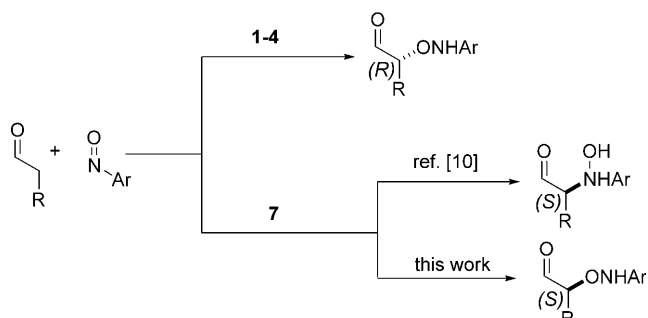 O
1-4
ONHAr
(R)
R
O
+
O
N
Ar
R
ref. [10]
OH
O
NHAr
(S)
R
7
this work
O
ONHAr
(S)
R